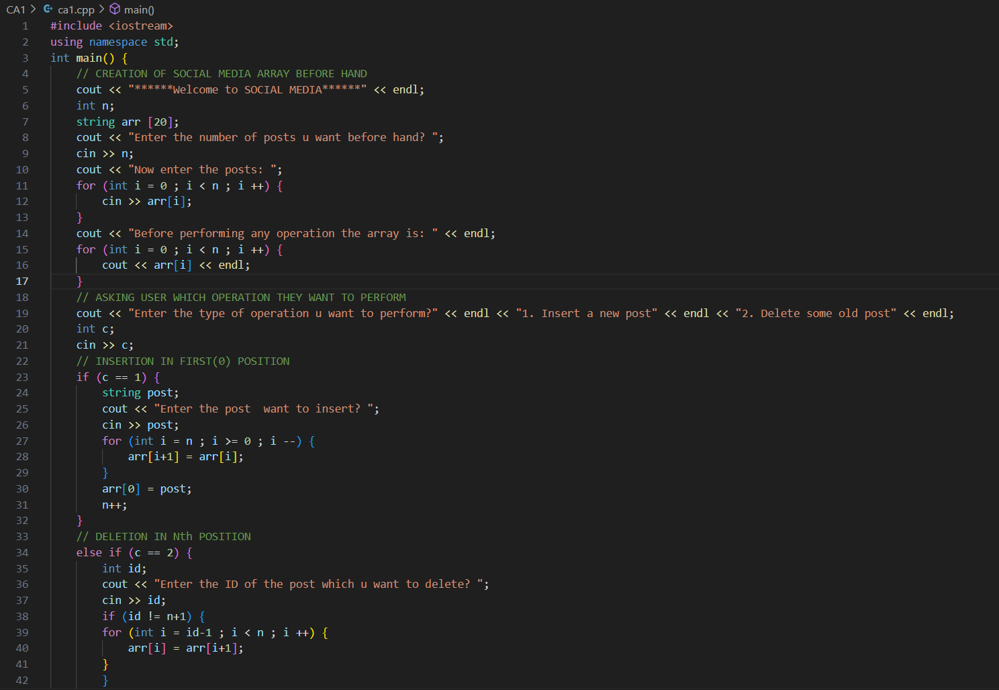 CA1 > ca1.cpp > main()
1 #include <iostream>
2 using namespace std;
3 int main() {
4     // CREATION OF SOCIAL MEDIA ARRAY BEFORE HAND
5     cout << "******Welcome to SOCIAL MEDIA******" << endl;
6     int n;
7     string arr [20];
8     cout << "Enter the number of posts u want before hand? ";
9     cin >> n;
10     cout << "Now enter the posts: ";
11     for (int i = 0 ; i < n ; i ++) {
12         cin >> arr[i];
13     }
14     cout << "Before performing any operation the array is: " << endl;
15     for (int i = 0 ; i < n ; i ++) {
16         cout << arr[i] << endl;
17     }
18     // ASKING USER WHICH OPERATION THEY WANT TO PERFORM
19     cout << "Enter the type of operation u want to perform?" << endl << "1. Insert a new post" << endl << "2. Delete some old post" << endl;
20     int c;
21     cin >> c;
22     // INSERTION IN FIRST(0) POSITION
23     if (c == 1) {
24         string post;
25         cout << "Enter the post  want to insert? ";
26         cin >> post;
27         for (int i = n ; i >= 0 ; i --) {
28             arr[i+1] = arr[i];
29         }
30         arr[0] = post;
31         n++;
32     }
33     // DELETION IN Nth POSITION
34     else if (c == 2) {
35         int id;
36         cout << "Enter the ID of the post which u want to delete? ";
37         cin >> id;
38         if (id != n+1) {
39         for (int i = id-1 ; i < n ; i ++) {
40             arr[i] = arr[i+1];
41         }
42         }